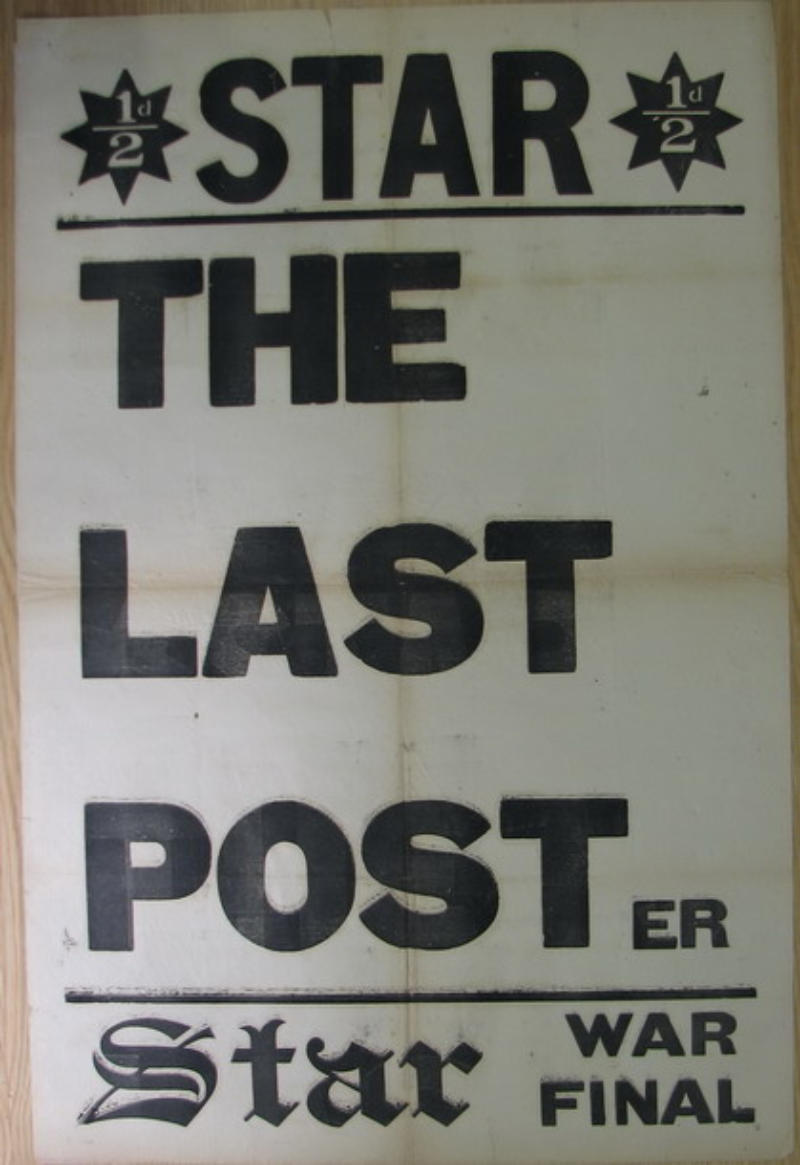 ½d STAR ½d
THE
LAST
POSTER
Star WAR
FINAL